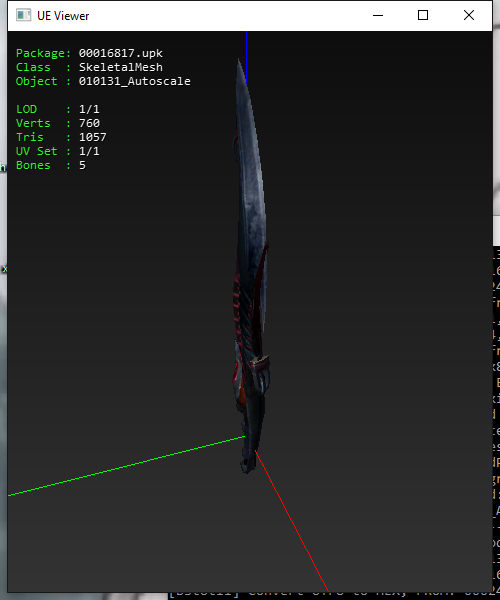 UE Viewer
Package: 00016817.upk
Class : SkeletalMesh
Object : 010131_Autoscale
LOD : 1/1
Verts : 760
Tris : 1057
UV Set : 1/1
Bones : 5